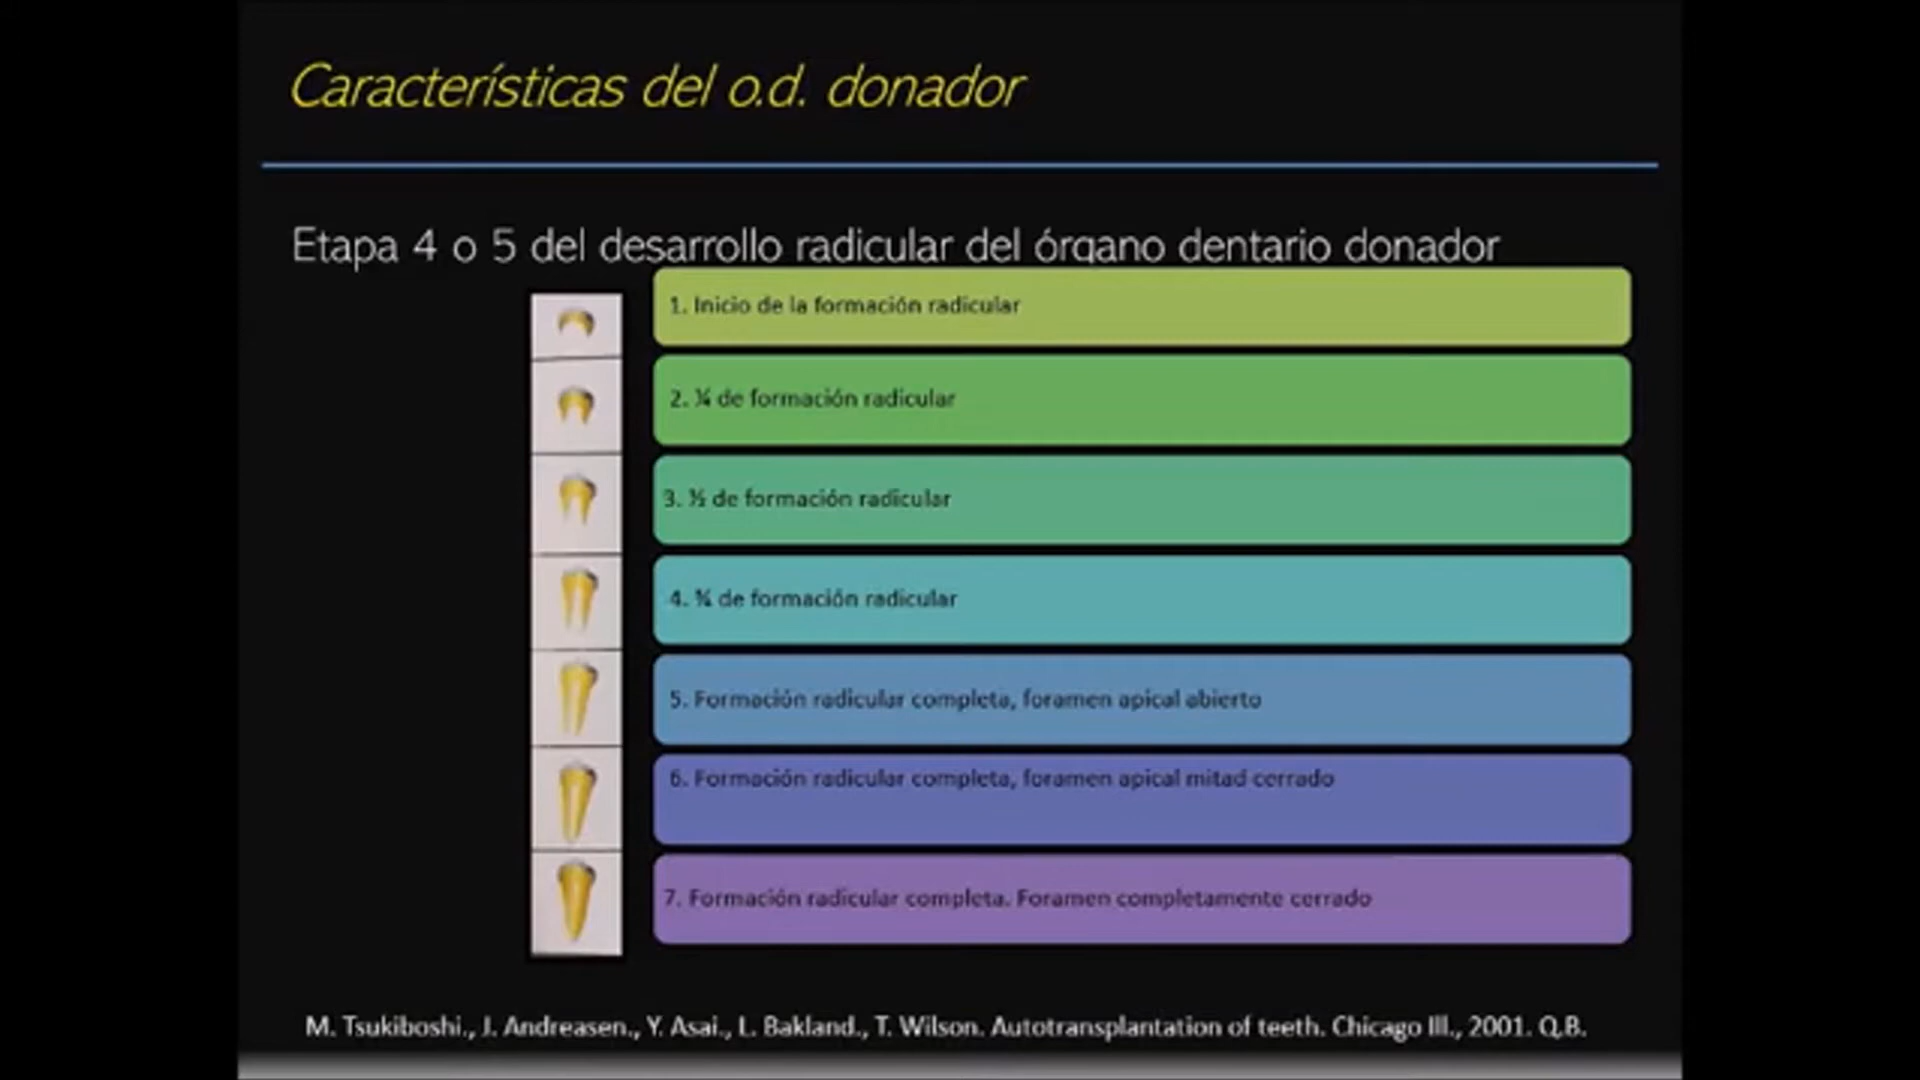 Características del o.d. donador
Etapa 4 o 5 del desarrollo radicular del órgano dentario donador
1. Inicio de la formación radicular
2. ¼ de formación radicular
3. ½ de formación radicular
4. ¾ de formación radicular
5. Formación radicular completa, foramen apical abierto
6. Formación radicular completa, foramen apical mitad cerrado
7. Formación radicular completa. Foramen completamente cerrado
M. Tsukiboshi., J. Andreasen., Y. Asai., L. Bakland., T. Wilson. Autotransplantation of teeth. Chicago Ill., 2001. Q.B.